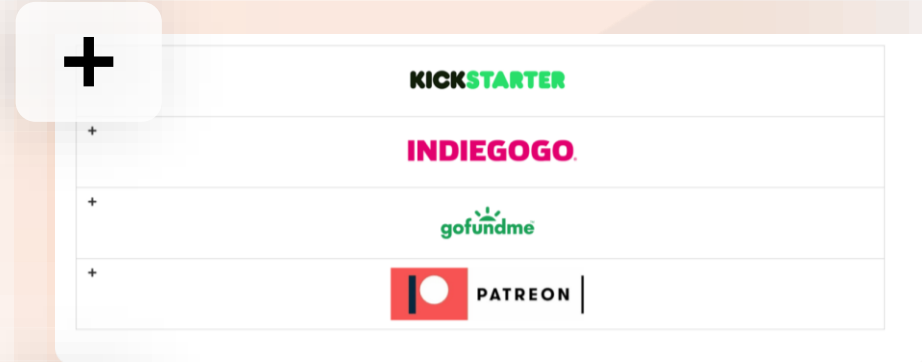 +
KICKSTARTER
+
INDIEGOGO.
+
gofundme
+
PATREON